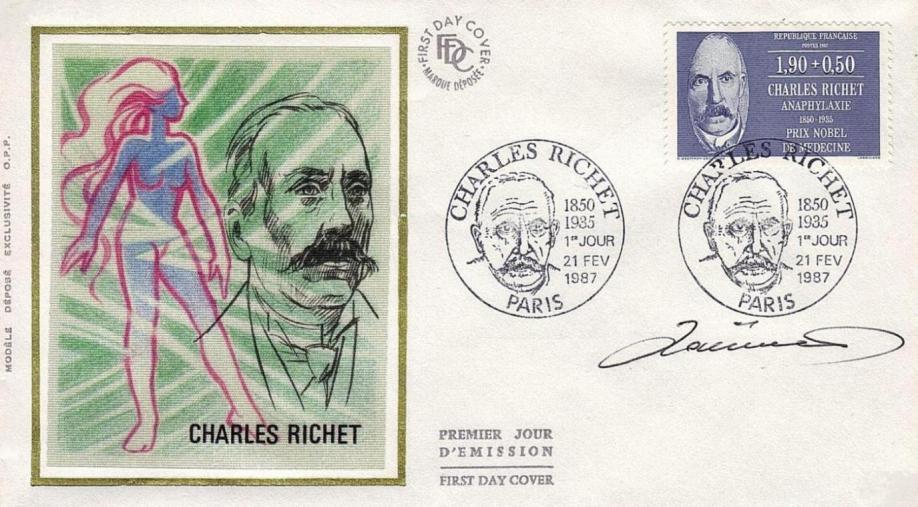 MODÈLE DÉPOSÉ EXCLUSIVITÉ O.P.P.
CHARLES RICHET
FIRST DAY COVER
FDC
MARQUE DÉPOSÉE
REPUBLIQUE FRANÇAISE
POSTES 1987
1,90 + 0,50
CHARLES RICHET
ANAPHYLAXIE
1850-1935
PRIX NOBEL
DE MEDECINE
CHARLES RICHET
1850
1935
1ER JOUR
21 FEV
1987
PARIS
CHARLES RICHET
1850
1935
1ER JOUR
21 FEV
1987
PARIS
PREMIER JOUR
D'EMISSION
FIRST DAY COVER